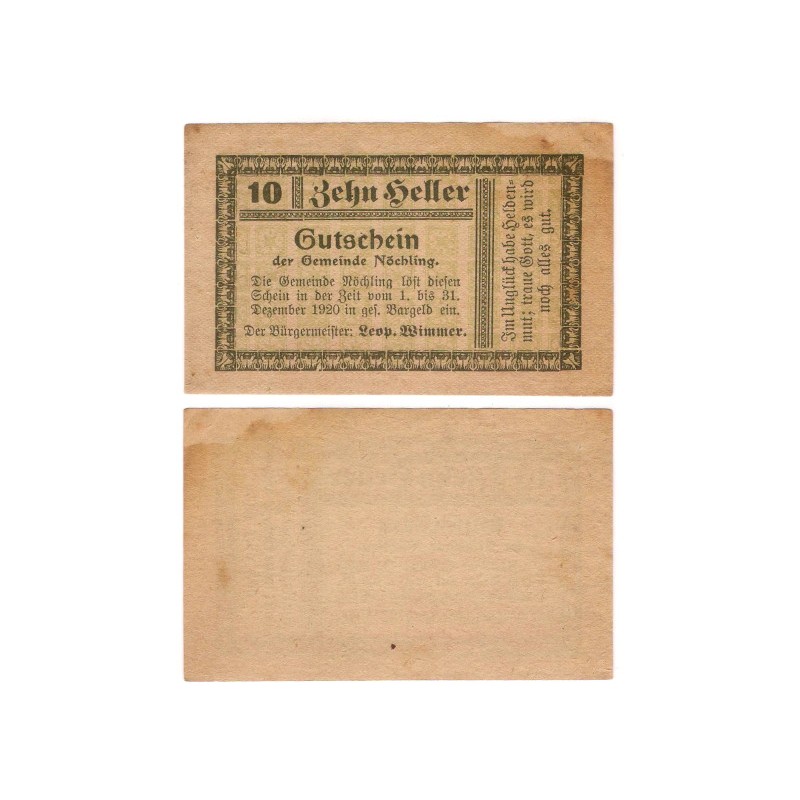 10 Zehn Heller
Gutschein
der Gemeinde Nöchling.
Die Gemeinde Nöchling löst diesen
Schein in der Zeit vom 1. bis 31.
Dezember 1920 in ges. Bargeld ein.
Der Bürgermeister: Leop. Wimmer.
Im Unglück habe Helden-
mut; traue Gott, es wird
noch alles gut.